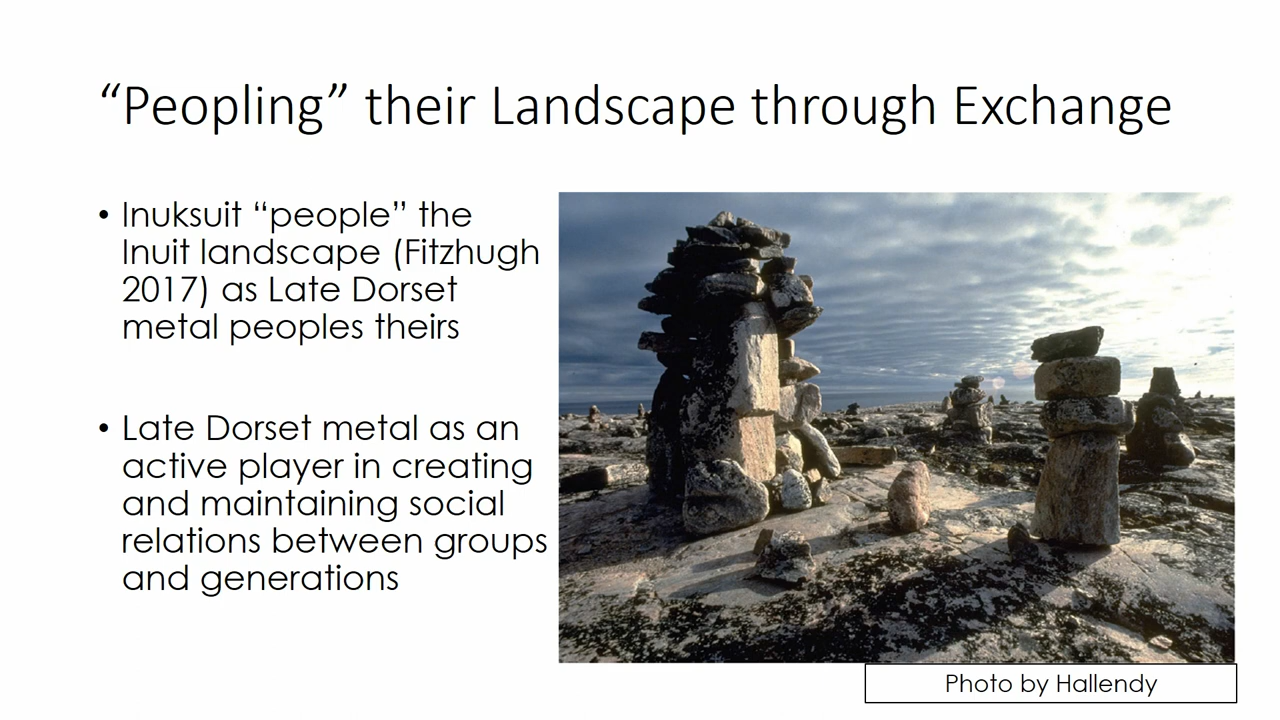 “Peopling” their Landscape through Exchange
• Inuksuit “people” the
Inuit landscape (Fitzhugh
2017) as Late Dorset
metal peoples theirs
• Late Dorset metal as an
active player in creating
and maintaining social
relations between groups
and generations
Photo by Hallendy